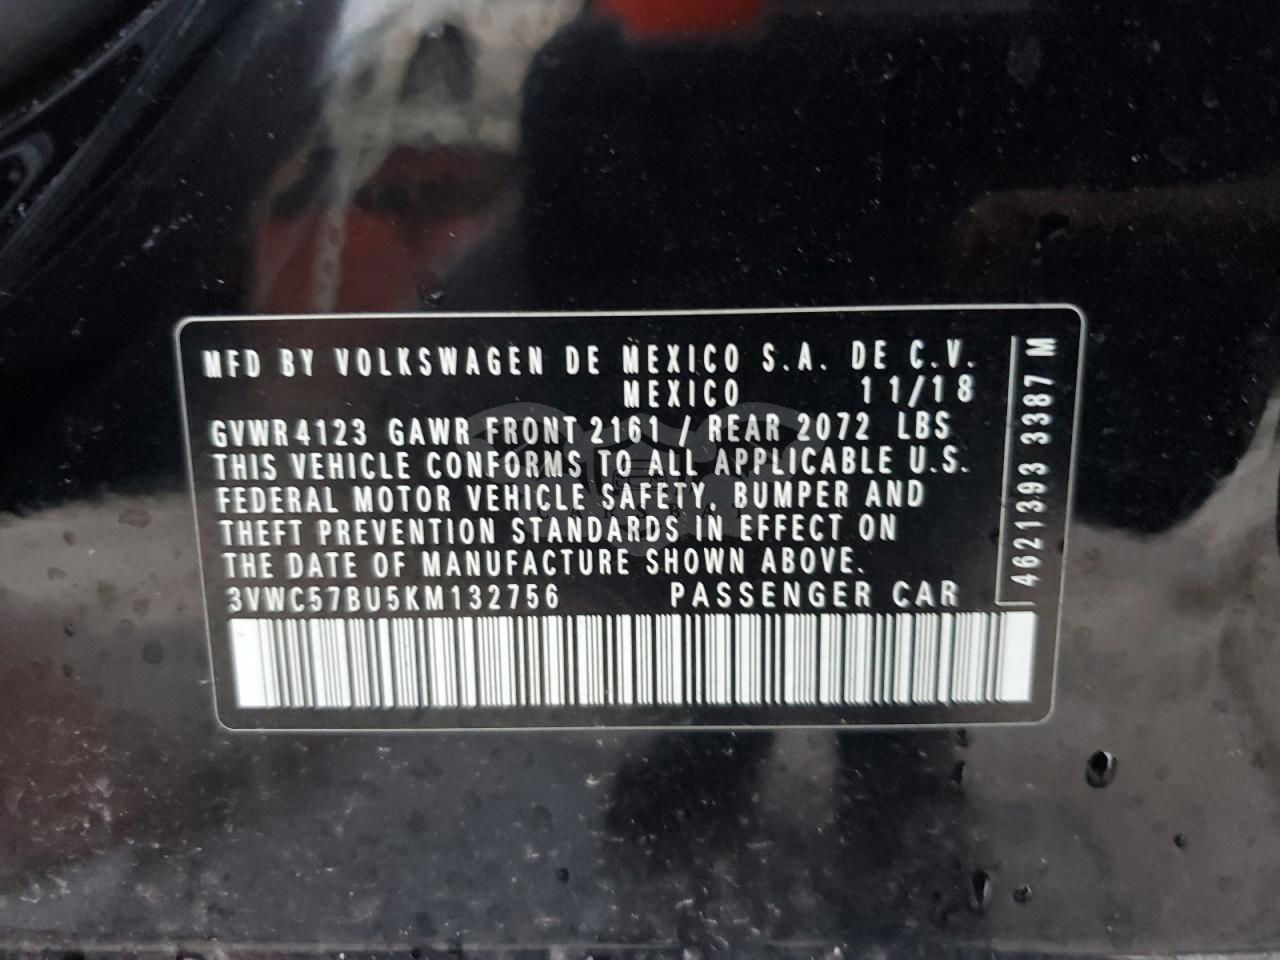 MFD BY VOLKSWAGEN DE MEXICO S.A. DE C.V.
MEXICO 11/18
GVWR 4123 GAWR FRONT 2161 / REAR 2072 LBS
THIS VEHICLE CONFORMS TO ALL APPLICABLE U.S.
FEDERAL MOTOR VEHICLE SAFETY, BUMPER AND
THEFT PREVENTION STANDARDS IN EFFECT ON
THE DATE OF MANUFACTURE SHOWN ABOVE.
3VWC57BU5KM132756 PASSENGER CAR
4621393 3387 M